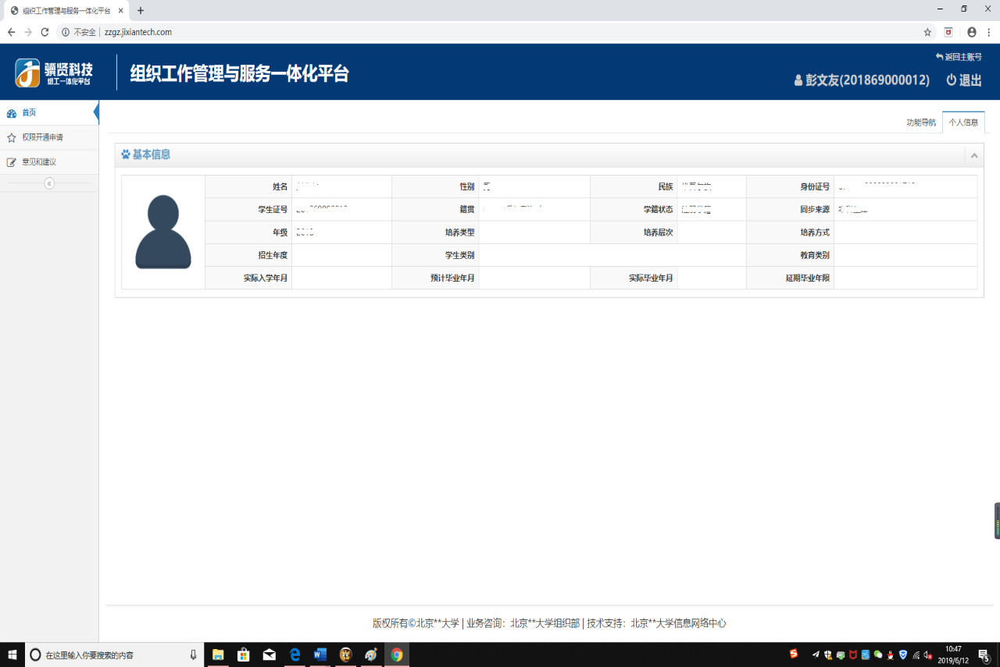 组织工作管理与服务一体化平台
不安全 | zzgz.jixiantech.com
骥贤科技
组工一体化平台
组织工作管理与服务一体化平台
返回主账号
彭文友(201869000012) 退出
首页
权限开通申请
意见和建议
功能导航 个人信息
基本信息
姓名 性别 民族 身份证号
学生证号 籍贯 学籍状态 同步来源
年级 培养类型 培养层次 培养方式
招生年度 学生类别 教育类别
实际入学年月 预计毕业年月 实际毕业年月 延期毕业年限
版权所有©北京**大学 | 业务咨询：北京**大学组织部 | 技术支持：北京**大学信息网络中心
在这里输入你要搜索的内容
10:47
2019/6/12
5